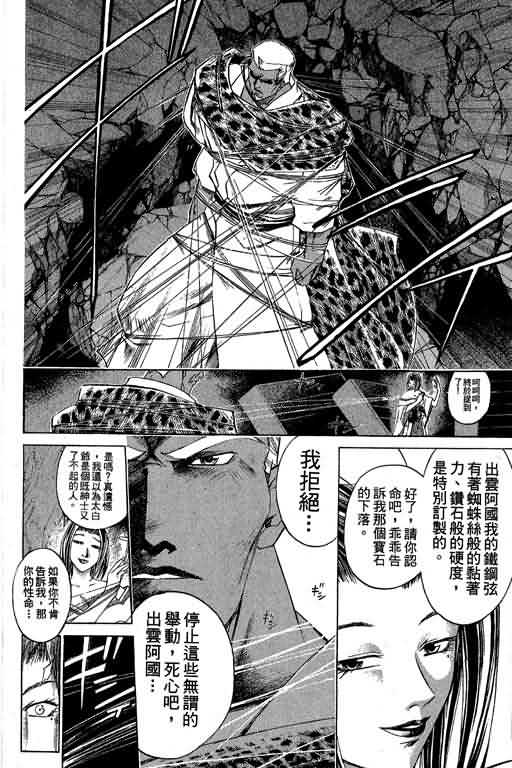 呵呵呵，
終於捉到
了！
出雲阿國我的鐵鋼弦
有著蜘蛛絲般的黏著
力、鑽石般的硬度，
是特別訂製的。
好了，請你認
命吧，乖乖告
訴我那個寶石
的下落。
我拒絕…
停止這些無謂的
舉動，死心吧，
出雲阿國…
是嗎？真遺憾
，我還以為太白
爺是個既紳士又
了不起的人。
如果你不肯
告訴我，那
你的性命…